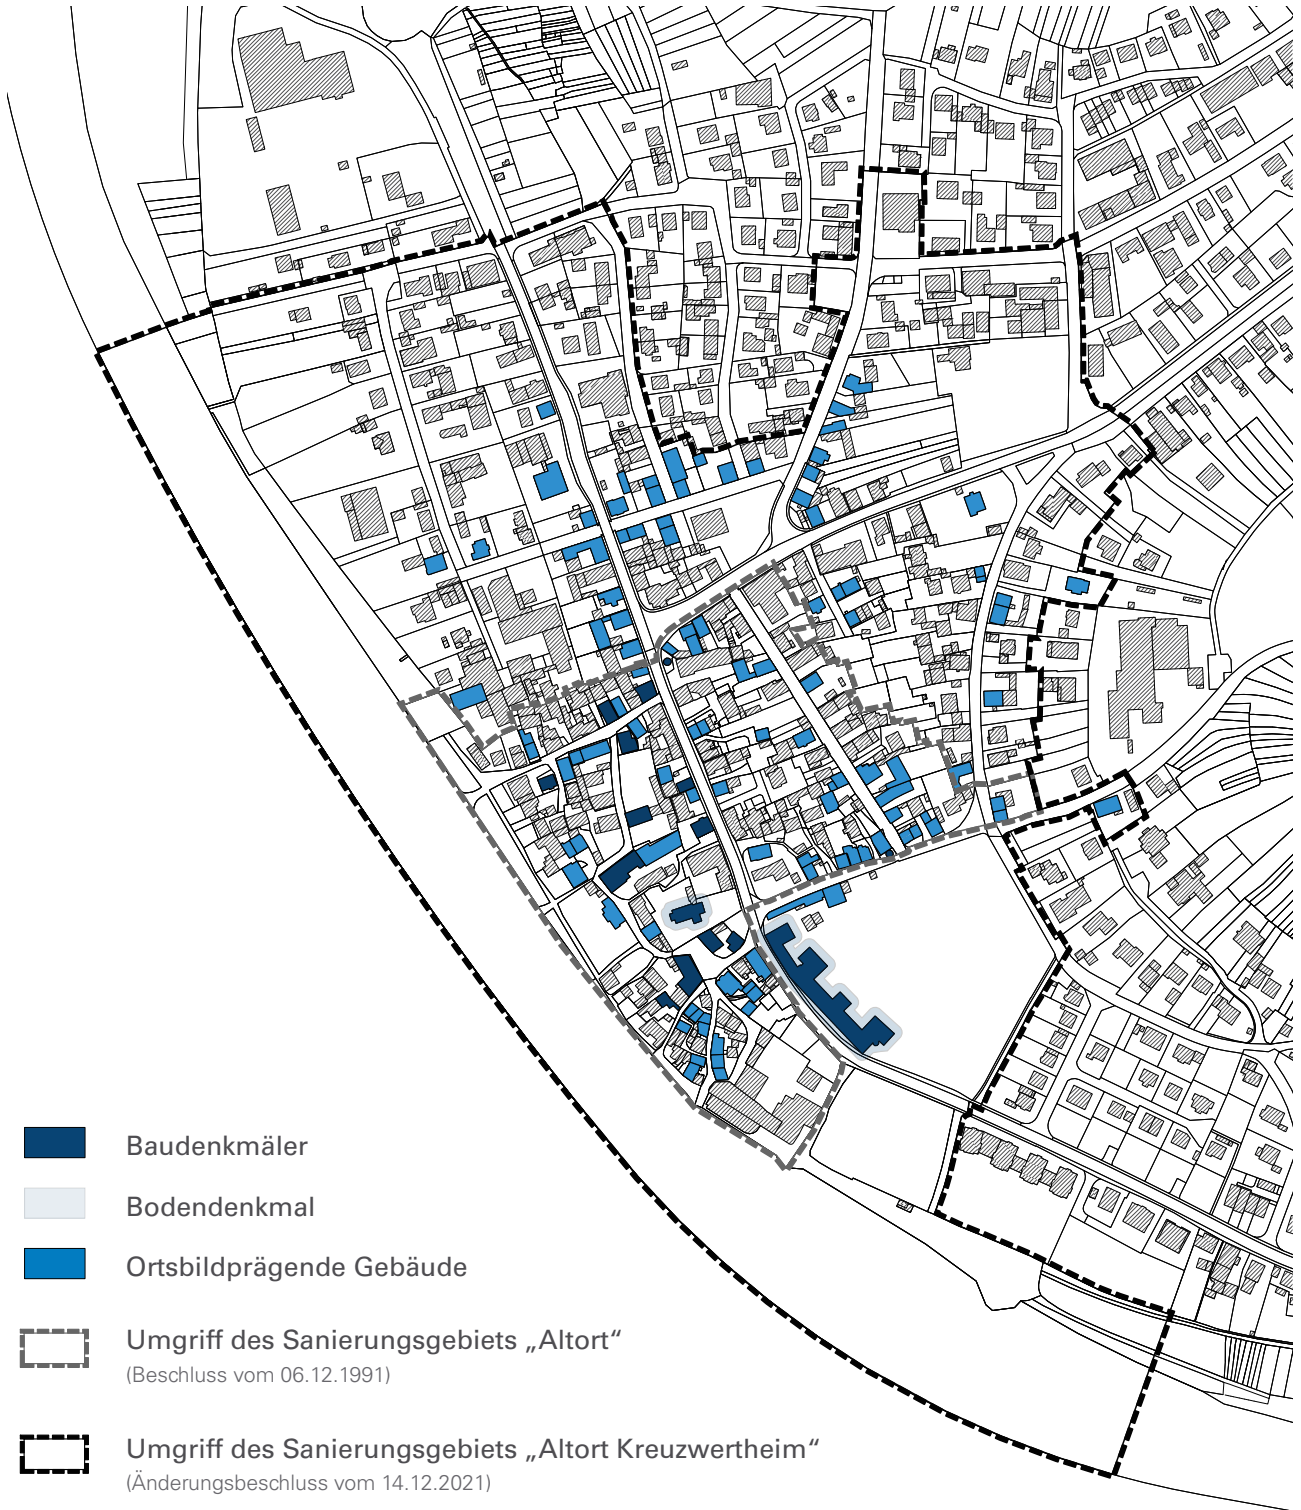 Baudenkmäler
Bodendenkmal
Ortsbildprägende Gebäude
Umgriff des Sanierungsgebiets „Altort“
(Beschluss vom 06.12.1991)
Umgriff des Sanierungsgebiets „Altort Kreuzwertheim“
(Änderungsbeschluss vom 14.12.2021)